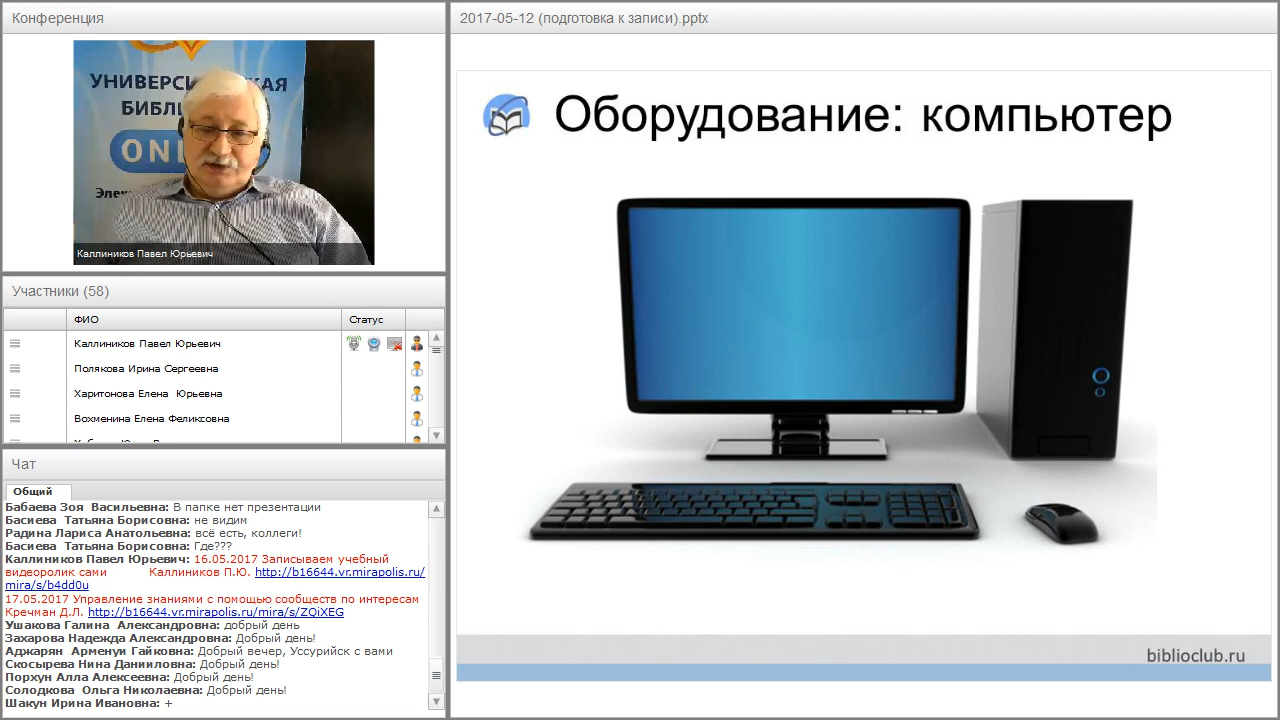 Конференция
УНИВЕРСИ КАЯ
БИБЛ
ONL
Эле
Каллиников Павел Юрьевич
Участники (58)
ФИО Статус
Каллиников Павел Юрьевич
Полякова Ирина Сергеевна
Харитонова Елена Юрьевна
Вохменина Елена Феликсовна
Чат
Общий
Бабаева Зоя Васильевна: В папке нет презентации
Басиева Татьяна Борисовна: не видим
Радина Лариса Анатольевна: всё есть, коллеги!
Басиева Татьяна Борисовна: Где???
Каллиников Павел Юрьевич: 16.05.2017 Записываем учебный
видеоролик сами Каллиников П.Ю. http://b16644.vr.mirapolis.ru/
mira/s/b4dd0u
17.05.2017 Управление знаниями с помощью сообществ по интересам
Кречман Д.Л. http://b16644.vr.mirapolis.ru/mira/s/ZQiXEG
Ушакова Галина Александровна: добрый день
Захарова Надежда Александровна: Добрый день!
Аджарян Арменуи Гайковна: Добрый вечер, Уссурийск с вами
Скосырева Нина Данииловна: Добрый день!
Порхун Алла Алексеевна: Добрый день!
Солодкова Ольга Николаевна: Добрый день!
Шакун Ирина Ивановна: +
2017-05-12 (подготовка к записи).pptx
Оборудование: компьютер
biblioclub.ru